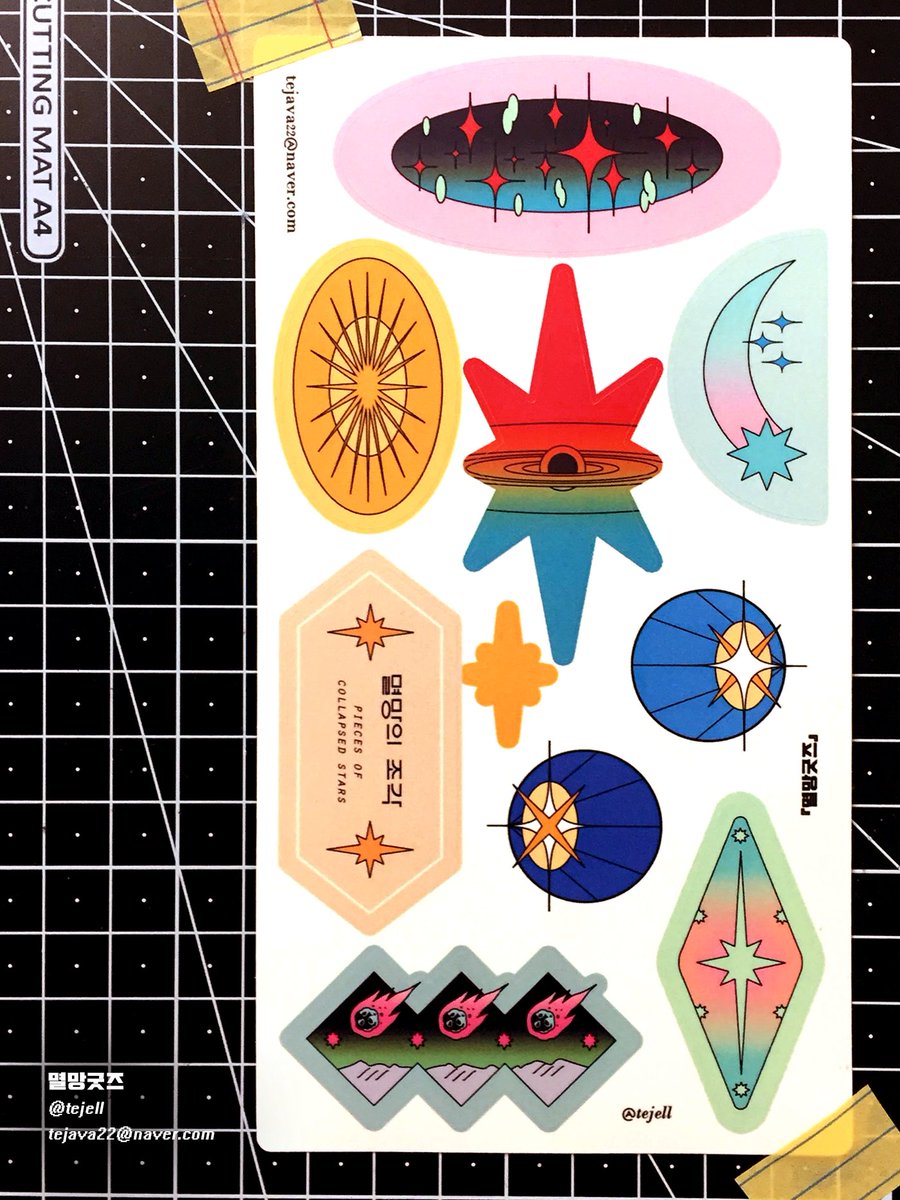 CUTTING MAT A4
tejava22@naver.com
멸망의 조각
PIECES OF
COLLAPSED STARS
『멸망굿즈』
@tejell
멸망굿즈
@tejell
tejava22@naver.com